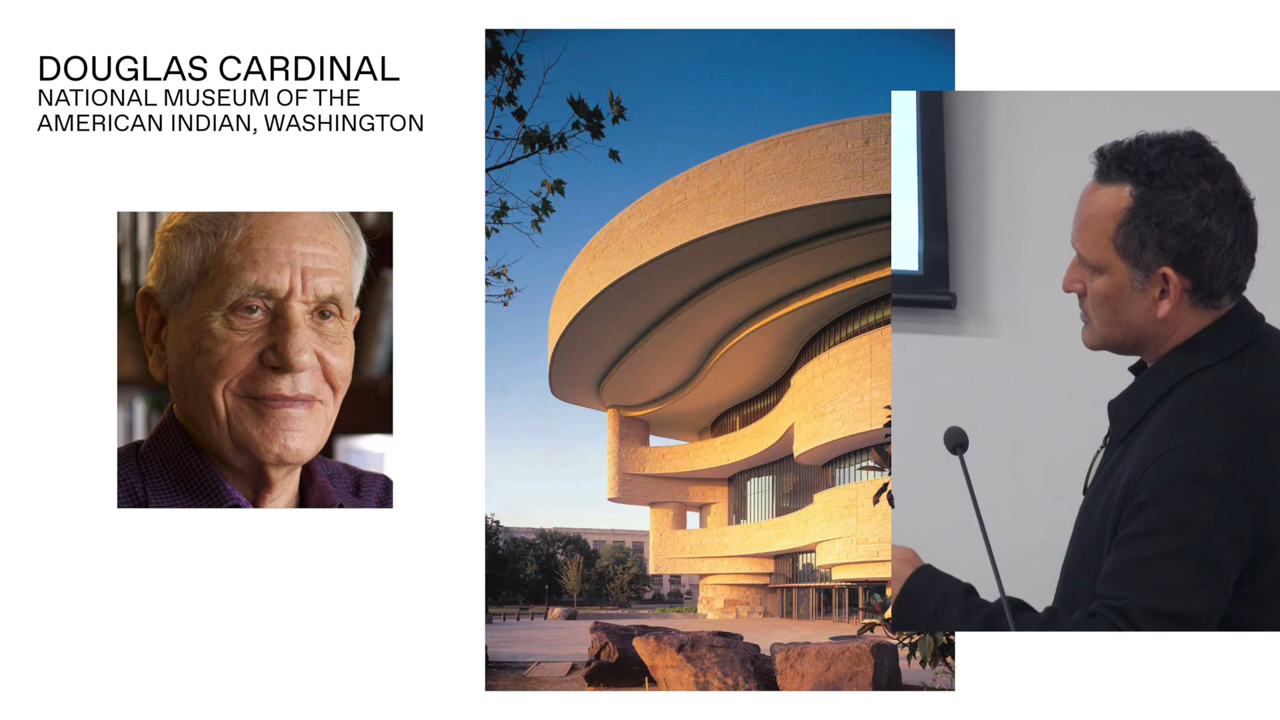 DOUGLAS CARDINAL
NATIONAL MUSEUM OF THE
AMERICAN INDIAN, WASHINGTON